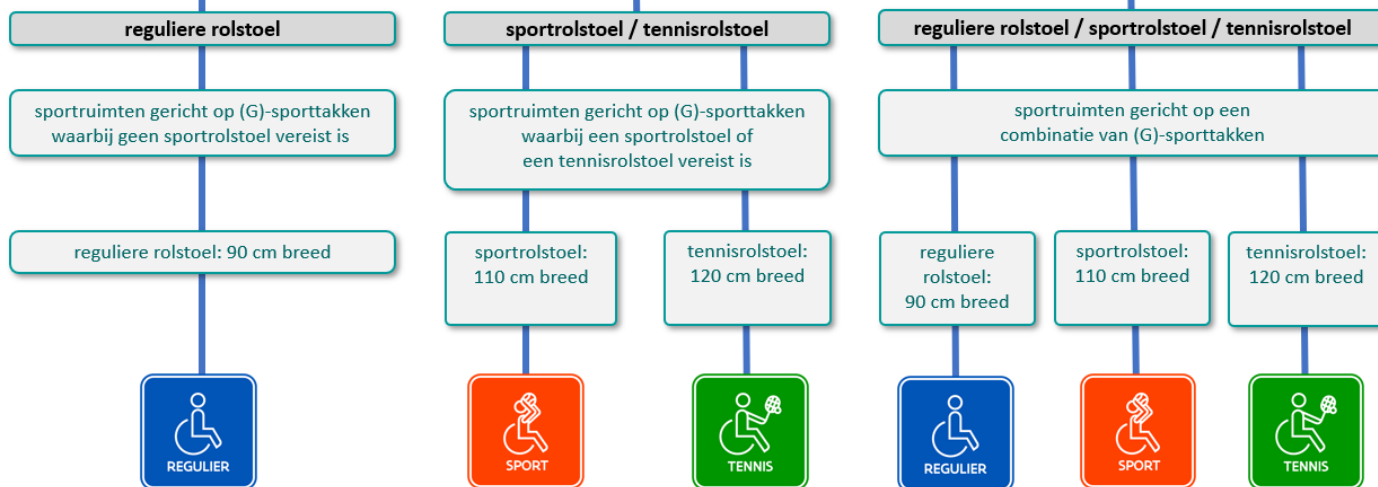 reguliere rolstoel
sportruimten gericht op (G)-sporttakken
waarbij geen sportrolstoel vereist is
reguliere rolstoel: 90 cm breed
REGULIER
sportrolstoel / tennisrolstoel
sportruimten gericht op (G)-sporttakken
waarbij een sportrolstoel of
een tennisrolstoel vereist is
sportrolstoel:
110 cm breed
SPORT
tennisrolstoel:
120 cm breed
TENNIS
reguliere rolstoel / sportrolstoel / tennisrolstoel
sportruimten gericht op een
combinatie van (G)-sporttakken
reguliere
rolstoel:
90 cm breed
REGULIER
sportrolstoel:
110 cm breed
SPORT
tennisrolstoel:
120 cm breed
TENNIS